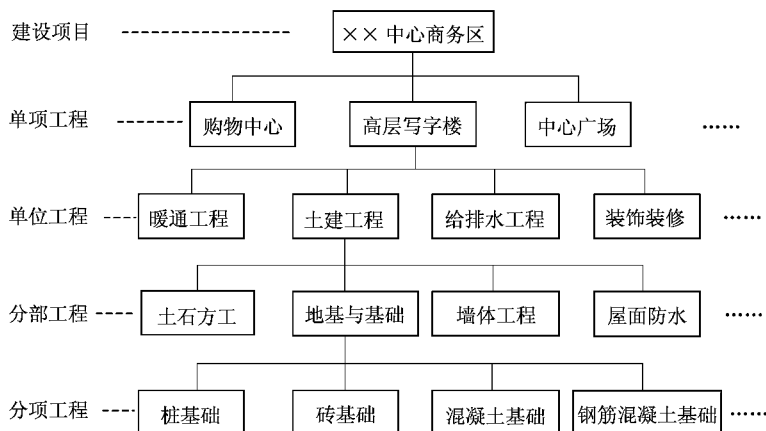 建设项目 ×× 中心商务区
单项工程 购物中心 高层写字楼 中心广场 ……
单位工程 暖通工程 土建工程 给排水工程 装饰装修 ……
分部工程 土石方工 地基与基础 墙体工程 屋面防水 ……
分项工程 桩基础 砖基础 混凝土基础 钢筋混凝土基础 ……